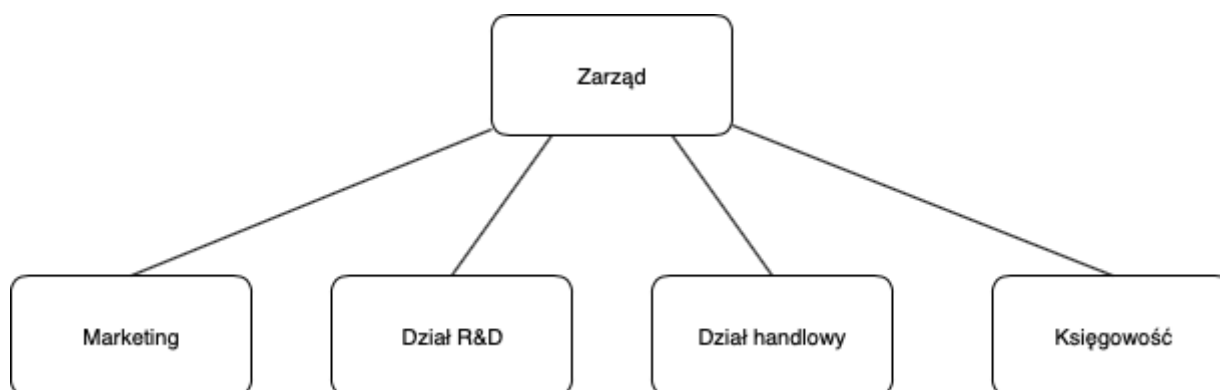 Zarząd
Marketing
Dział R&D
Dział handlowy
Księgowość